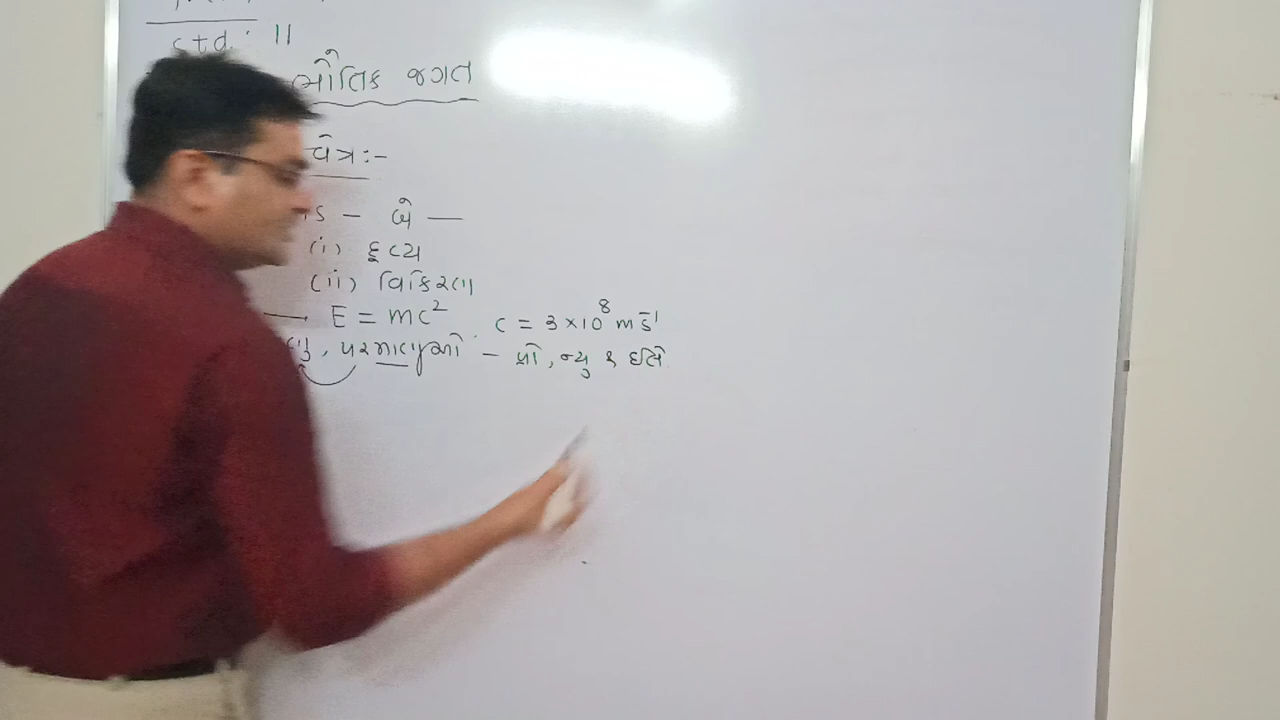 Std: 11
ભૌતિક જગત
ચિત્ર:-
- બે —
(i) દ્રવ્ય
(ii) વિકિરણ
→ E = mc²  c = 3 × 10⁸ m s⁻¹
, પરમાણુઓ - પ્રો, ન્યુ & ઈલે